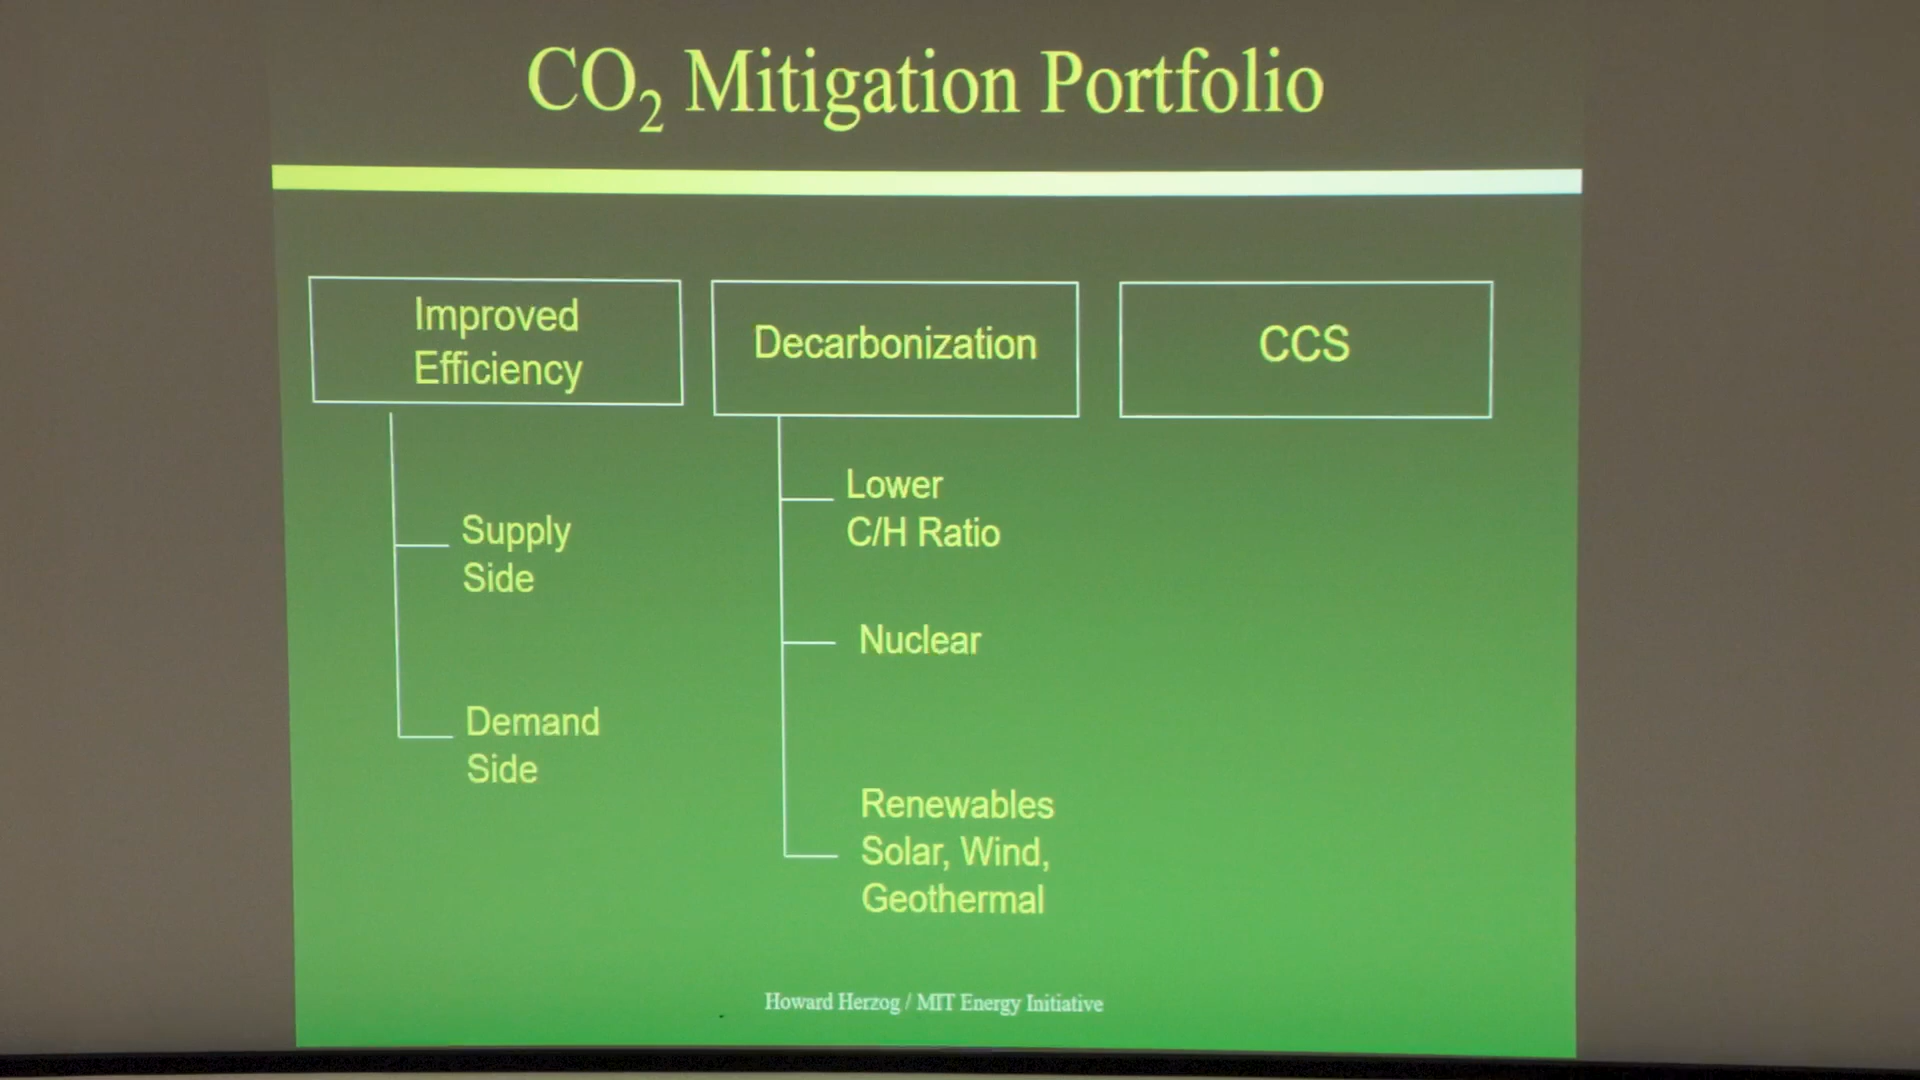 CO₂ Mitigation Portfolio
Improved
Efficiency
Supply
Side
Demand
Side
Decarbonization
Lower
C/H Ratio
Nuclear
Renewables
Solar, Wind,
Geothermal
CCS
Howard Herzog / MIT Energy Initiative